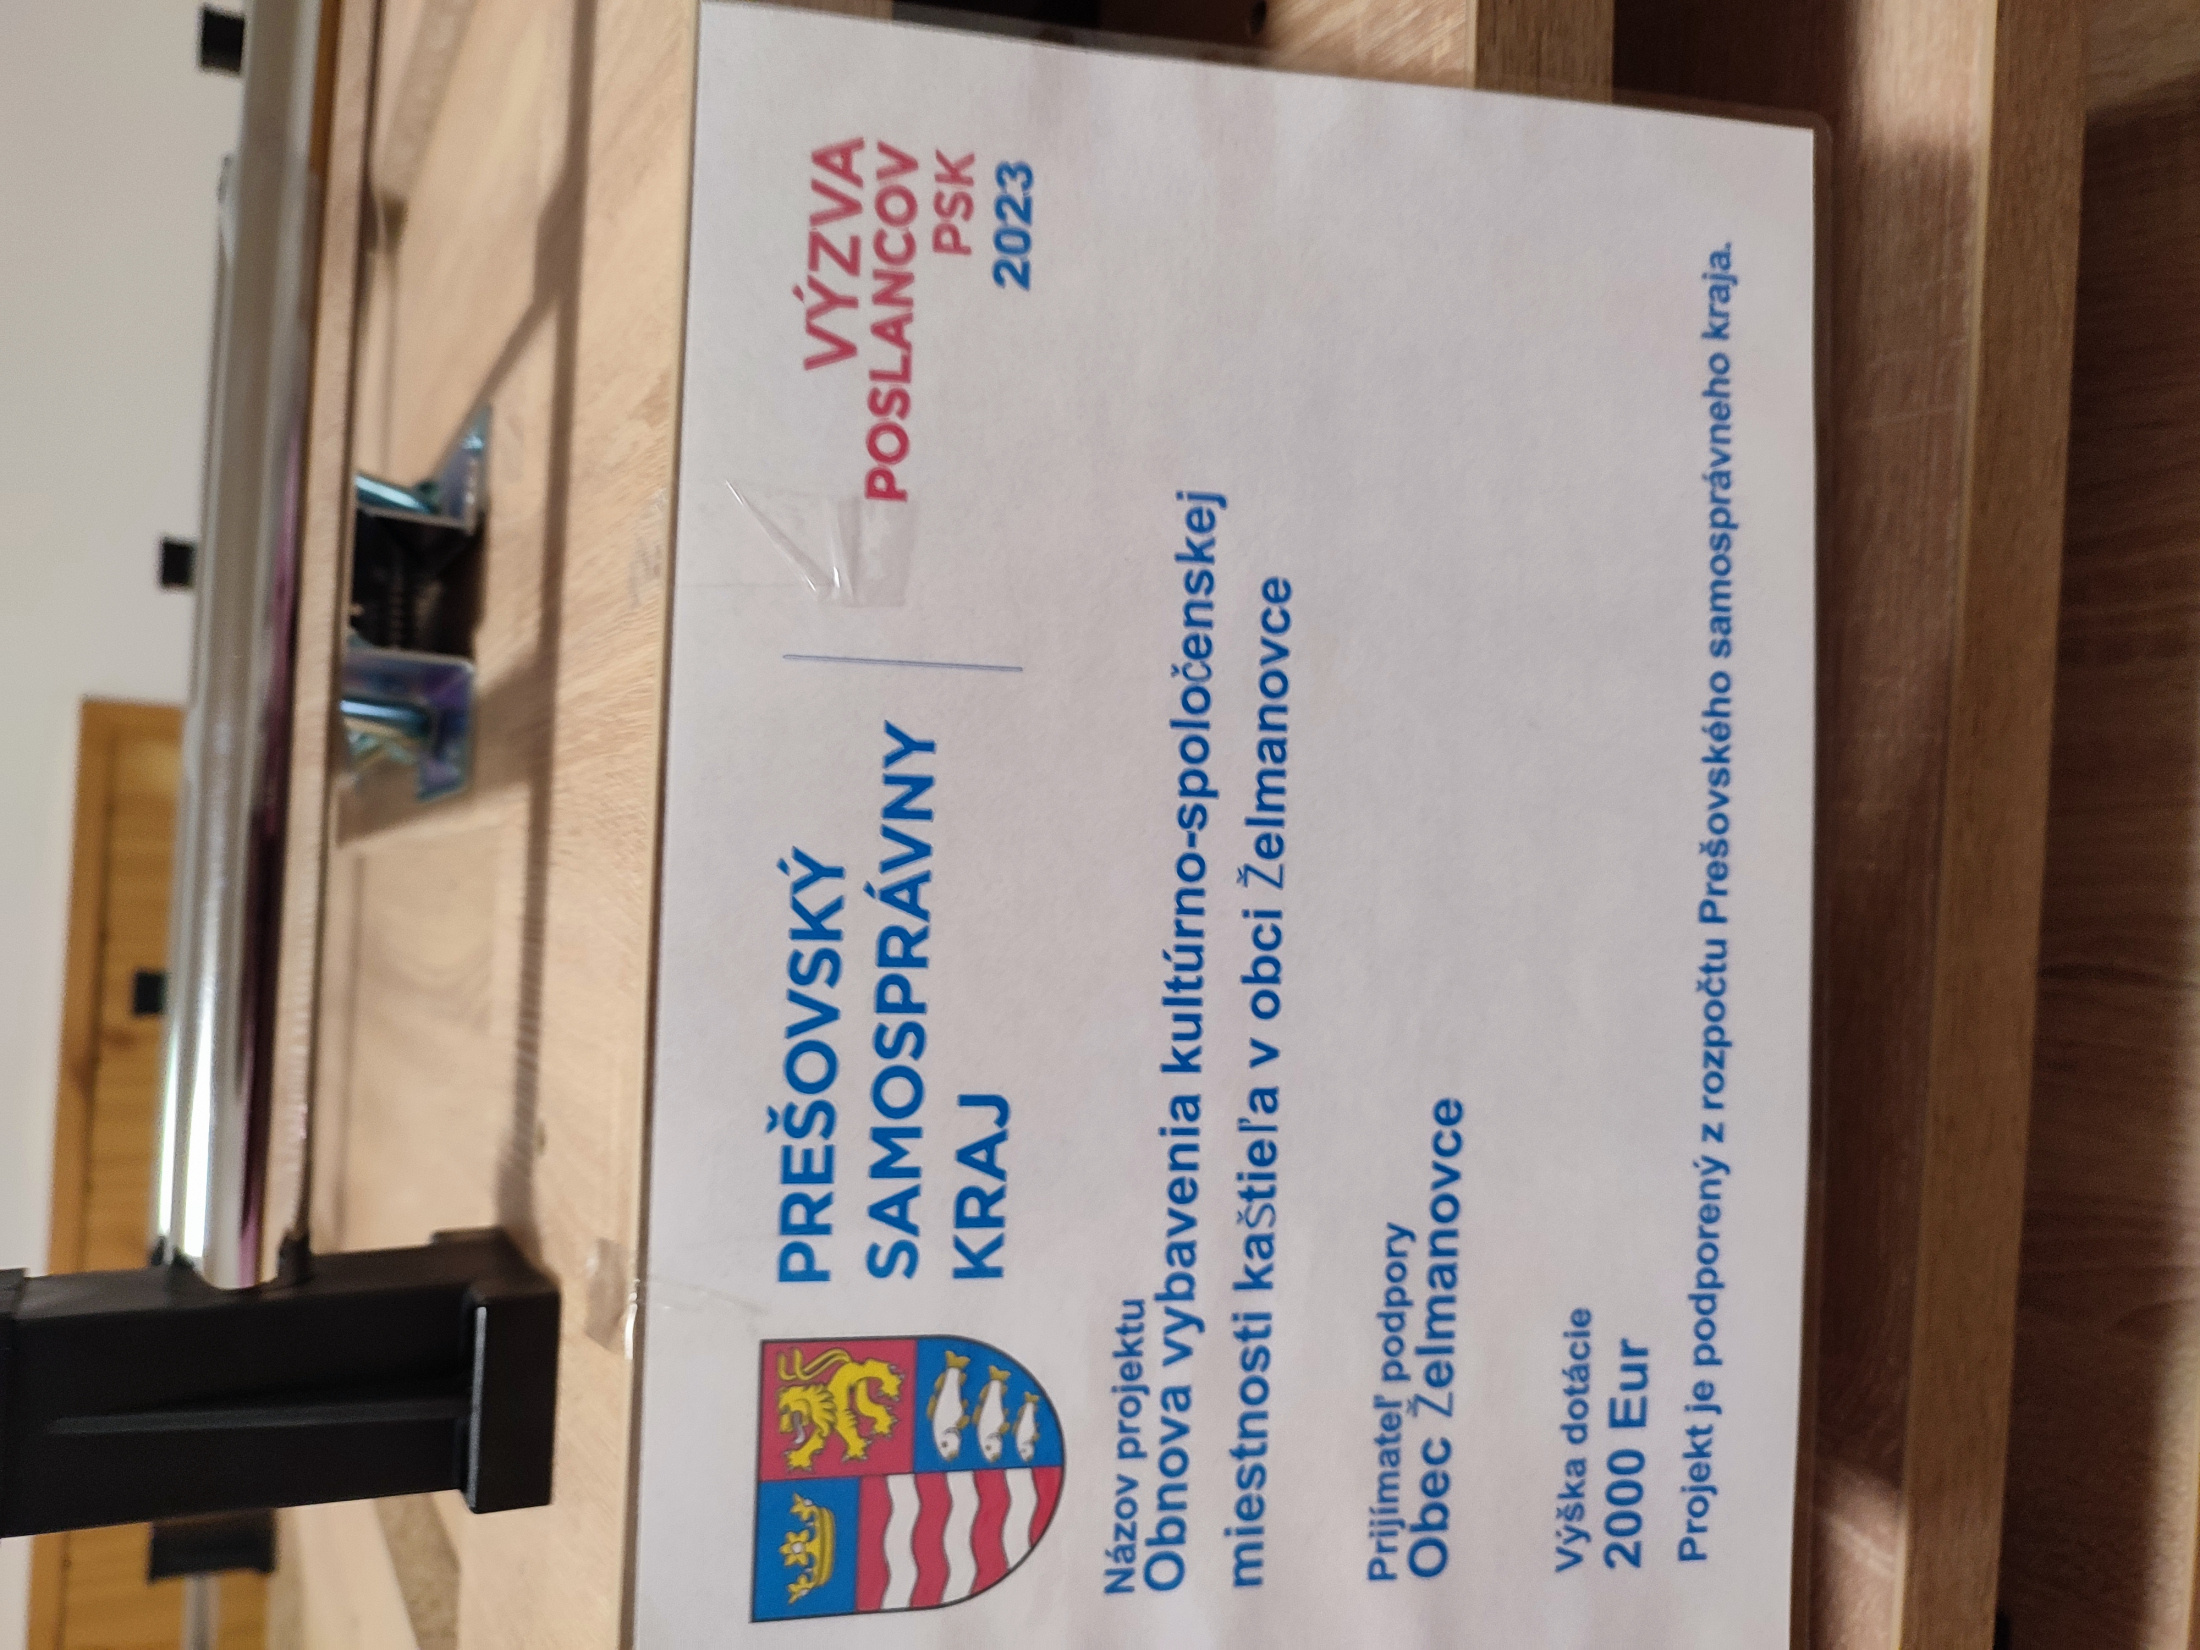 PREŠOVSKÝ
SAMOSPRÁVNY
KRAJ
VÝZVA
POSLANCOV
PSK
2023
Názov projektu
Obnova vybavenia kultúrno-spoločenskej
miestnosti kaštieľa v obci Želmanovce
Prijímateľ podpory
Obec Želmanovce
Výška dotácie
2000 Eur
Projekt je podporený z rozpočtu Prešovského samosprávneho kraja.